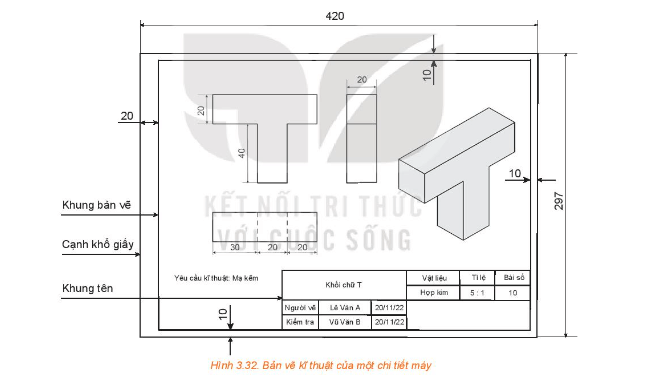 420
20
20
10
20
40
10
297
KẾT NỐI TRI THỨC
VỚI CUỘC SỐNG
Khung bản vẽ
Cạnh khổ giấy
Khung tên
30
20
20
Yêu cầu kĩ thuật: Mạ kẽm
Khối chữ T
Vật liệu
Tỉ lệ
Bài số
Hợp kim
5 : 1
10
Người vẽ
Lê Văn A
20/11/22
Kiểm tra
Vũ Văn B
20/11/22
10
Hình 3.32. Bản vẽ kĩ thuật của một chi tiết máy